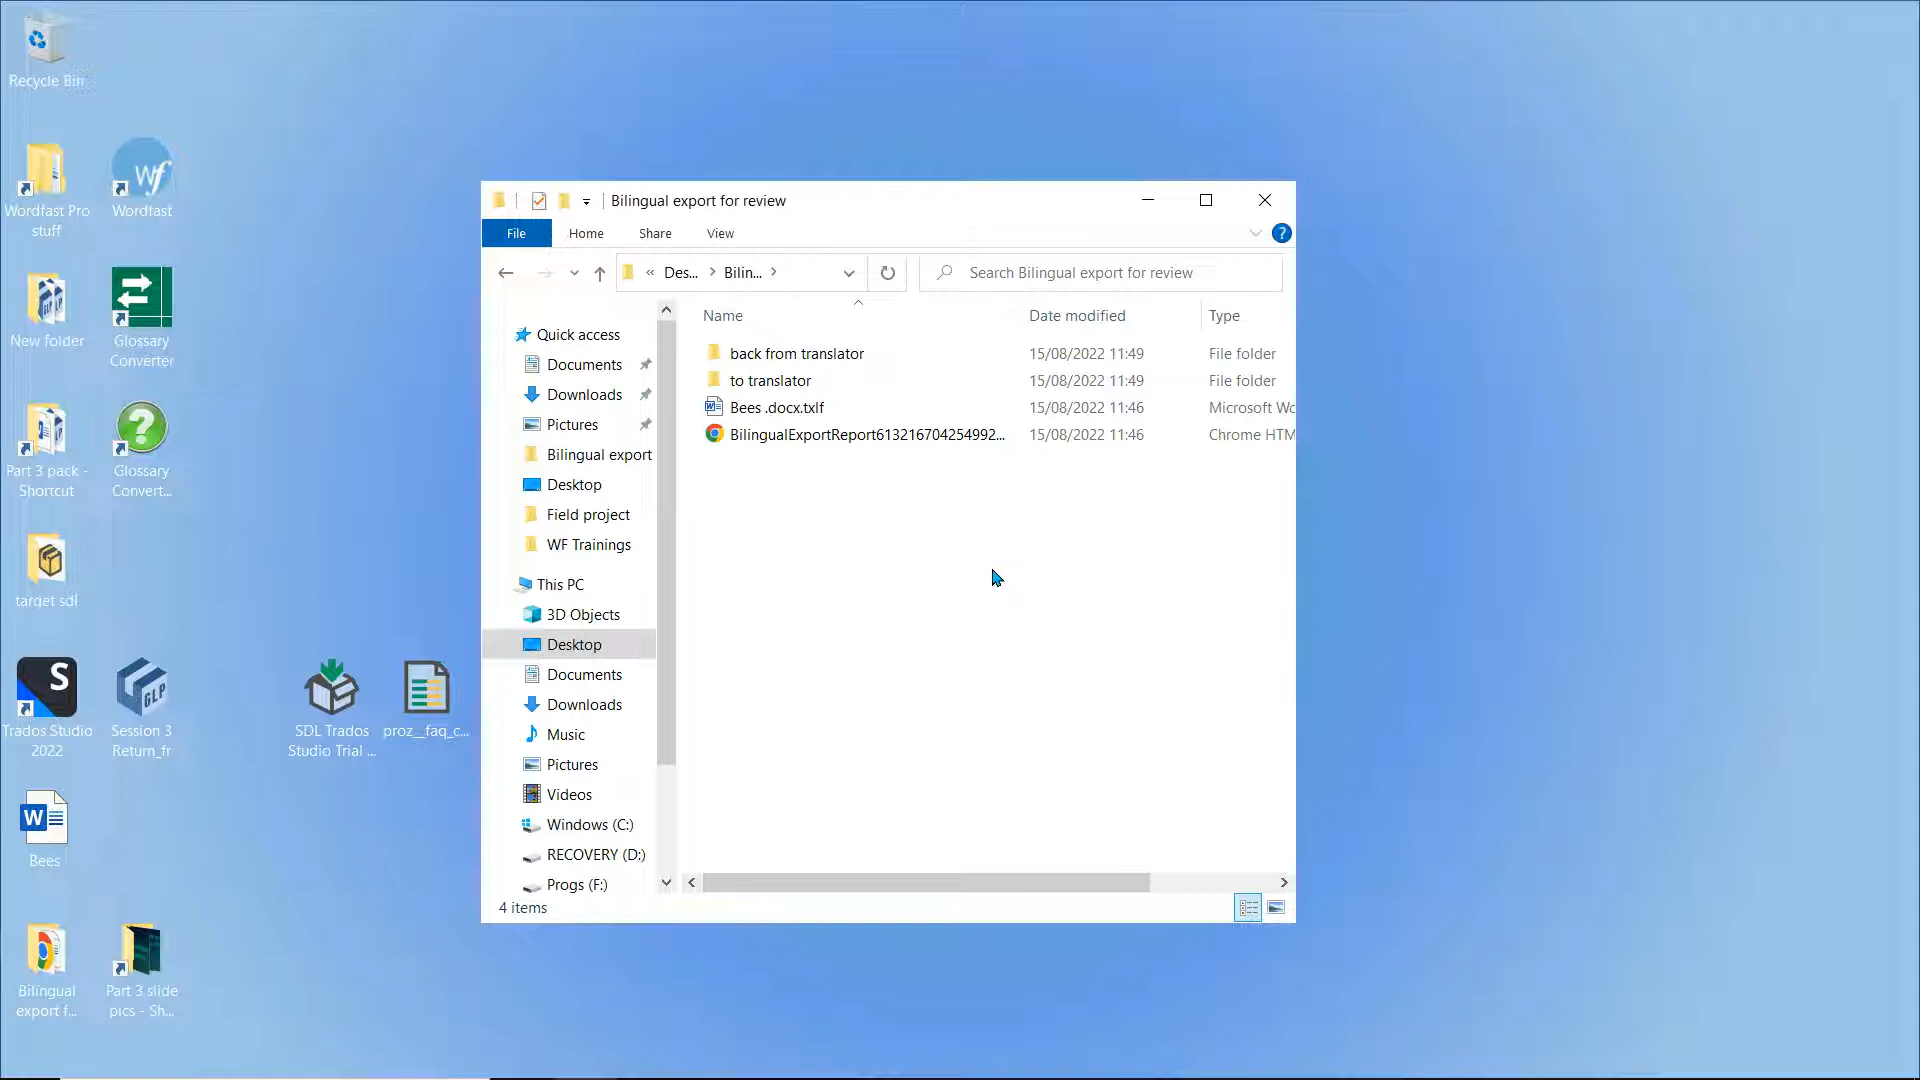 Recycle Bin
Wordfast Pro
stuff
Wordfast
New folder
Glossary
Converter
Part 3 pack -
Shortcut
Glossary
Convert...
target sdl
Trados Studio
2022
Session 3
Return_fr
SDL Trados
Studio Trial ...
proz__faq_c...
Bees
Bilingual
export f...
Part 3 slide
pics - Sh...
Bilingual export for review
File
Home
Share
View
« Des... > Bilin... >
Search Bilingual export for review
Name
Date modified
Type
back from translator
15/08/2022 11:49
File folder
to translator
15/08/2022 11:49
File folder
Bees .docx.txlf
15/08/2022 11:46
Microsoft Wo
BilingualExportReport613216704254992...
15/08/2022 11:46
Chrome HTM
Quick access
Documents
Downloads
Pictures
Bilingual export
Desktop
Field project
WF Trainings
This PC
3D Objects
Desktop
Documents
Downloads
Music
Pictures
Videos
Windows (C:)
RECOVERY (D:)
Progs (F:)
4 items